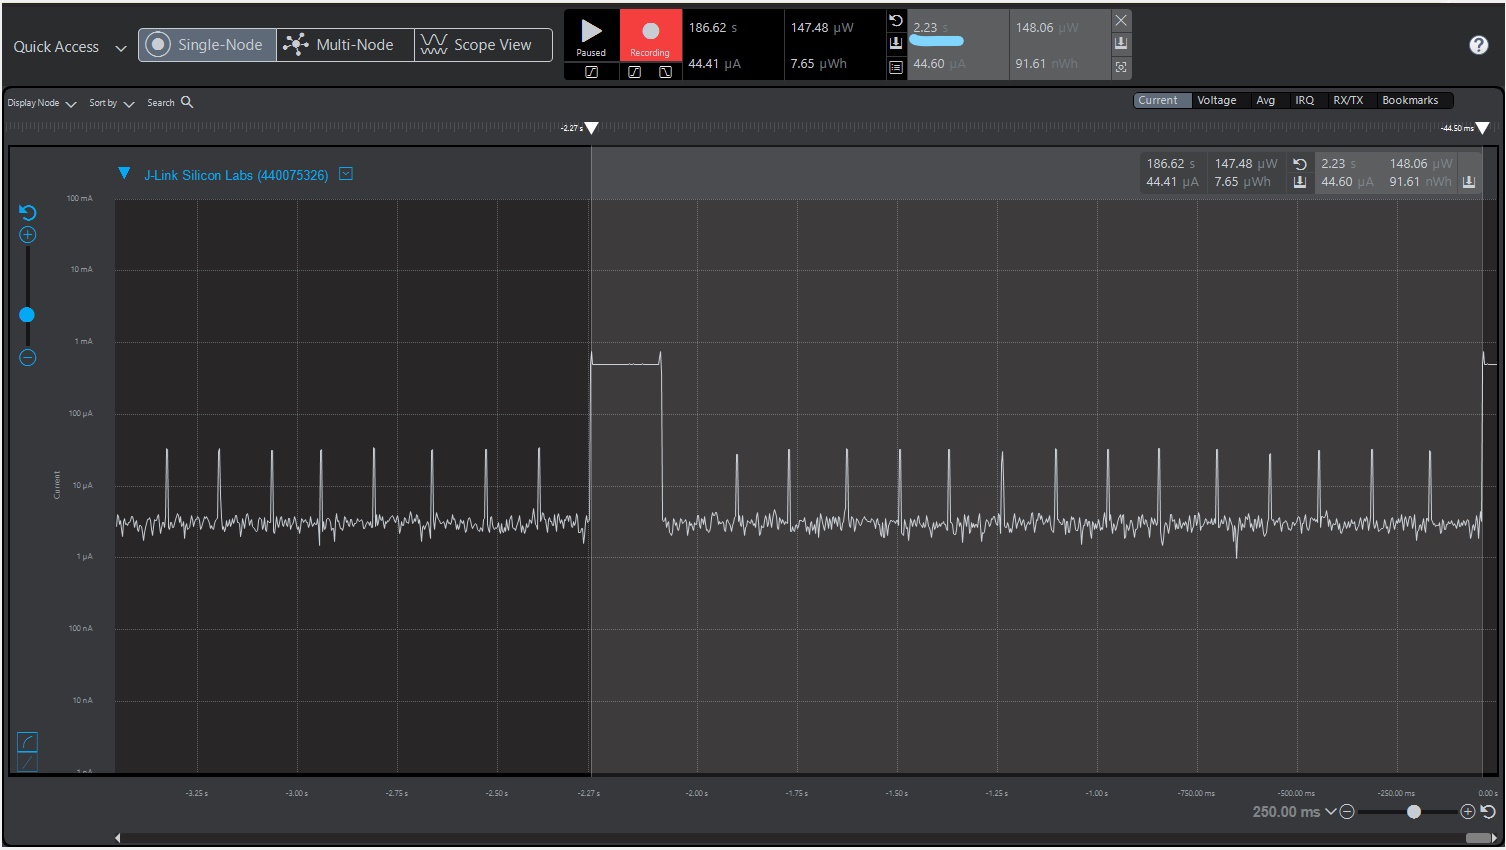 Quick Access
Single-Node
Multi-Node
Scope View
Paused
Recording
186.62 s
147.48 µW
44.41 µA
7.65 µWh
2.23 s
148.06 µW
44.60 µA
91.61 nWh
Display Node
Sort by
Search
Current
Voltage
Avg
IRQ
RX/TX
Bookmarks
-2.27 s
-44.50 ms
J-Link Silicon Labs (440075326)
186.62 s
147.48 µW
2.23 s
148.06 µW
44.41 µA
7.65 µWh
44.60 µA
91.61 nWh
100 mA
10 mA
1 mA
100 µA
10 µA
1 µA
100 nA
10 nA
Current
-3.25 s
-3.00 s
-2.75 s
-2.50 s
-2.27 s
-2.00 s
-1.75 s
-1.50 s
-1.25 s
-1.00 s
-750.00 ms
-500.00 ms
-250.00 ms
0.00 s
250.00 ms